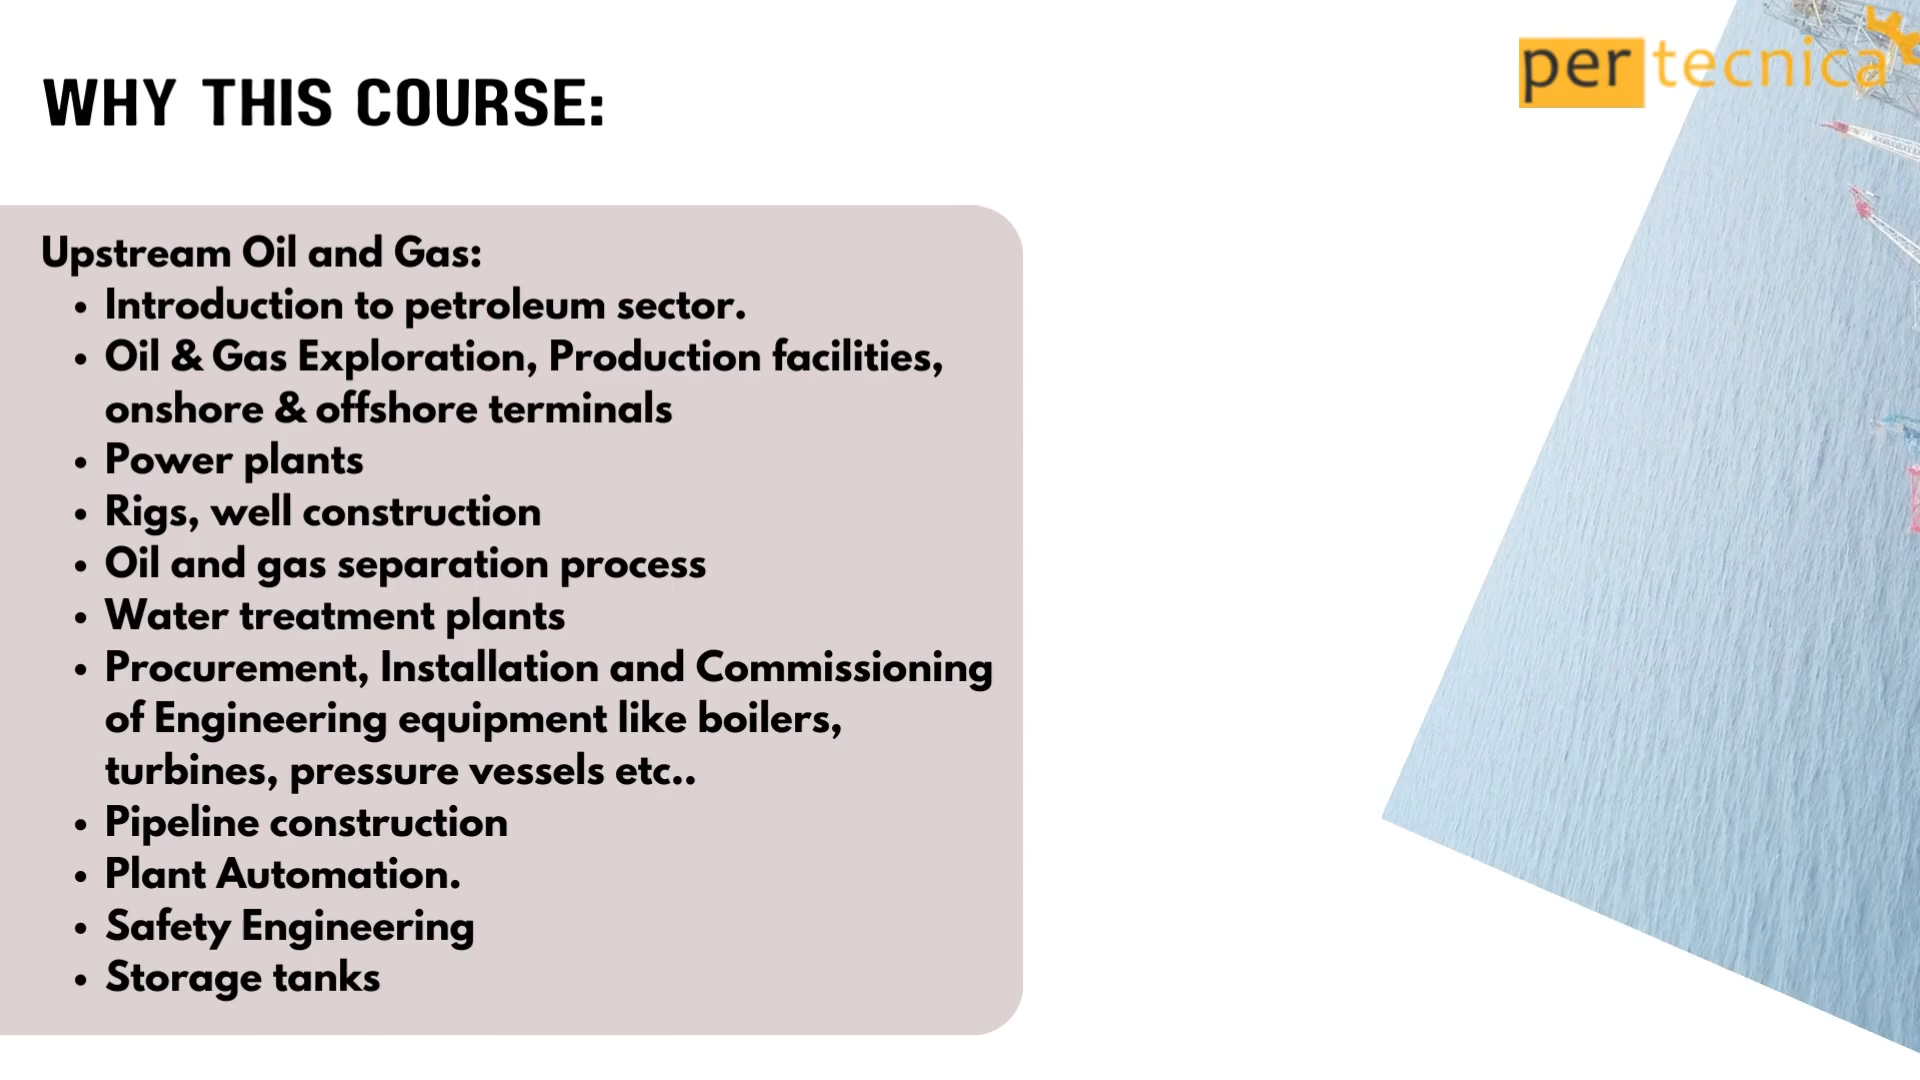 WHY THIS COURSE:
per tecnica
Upstream Oil and Gas:
• Introduction to petroleum sector.
• Oil & Gas Exploration, Production facilities,
onshore & offshore terminals
• Power plants
• Rigs, well construction
• Oil and gas separation process
• Water treatment plants
• Procurement, Installation and Commissioning
of Engineering equipment like boilers,
turbines, pressure vessels etc..
• Pipeline construction
• Plant Automation.
• Safety Engineering
• Storage tanks